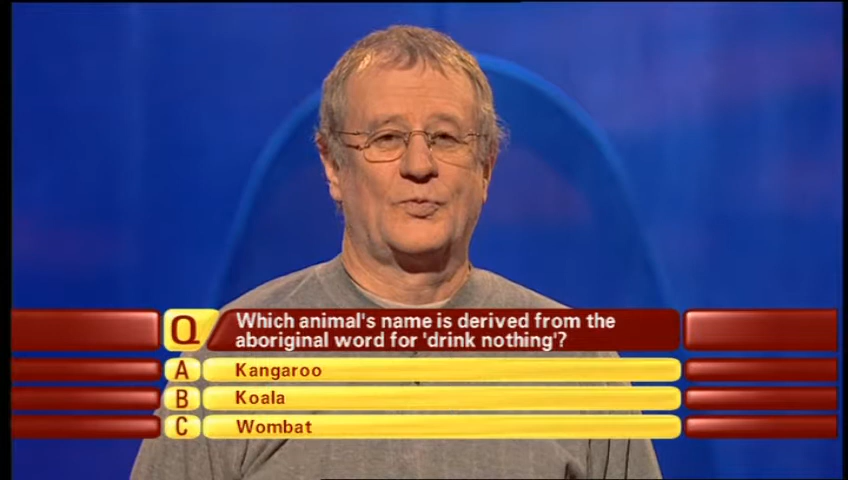 Q Which animal's name is derived from the
aboriginal word for 'drink nothing'?
A Kangaroo
B Koala
C Wombat